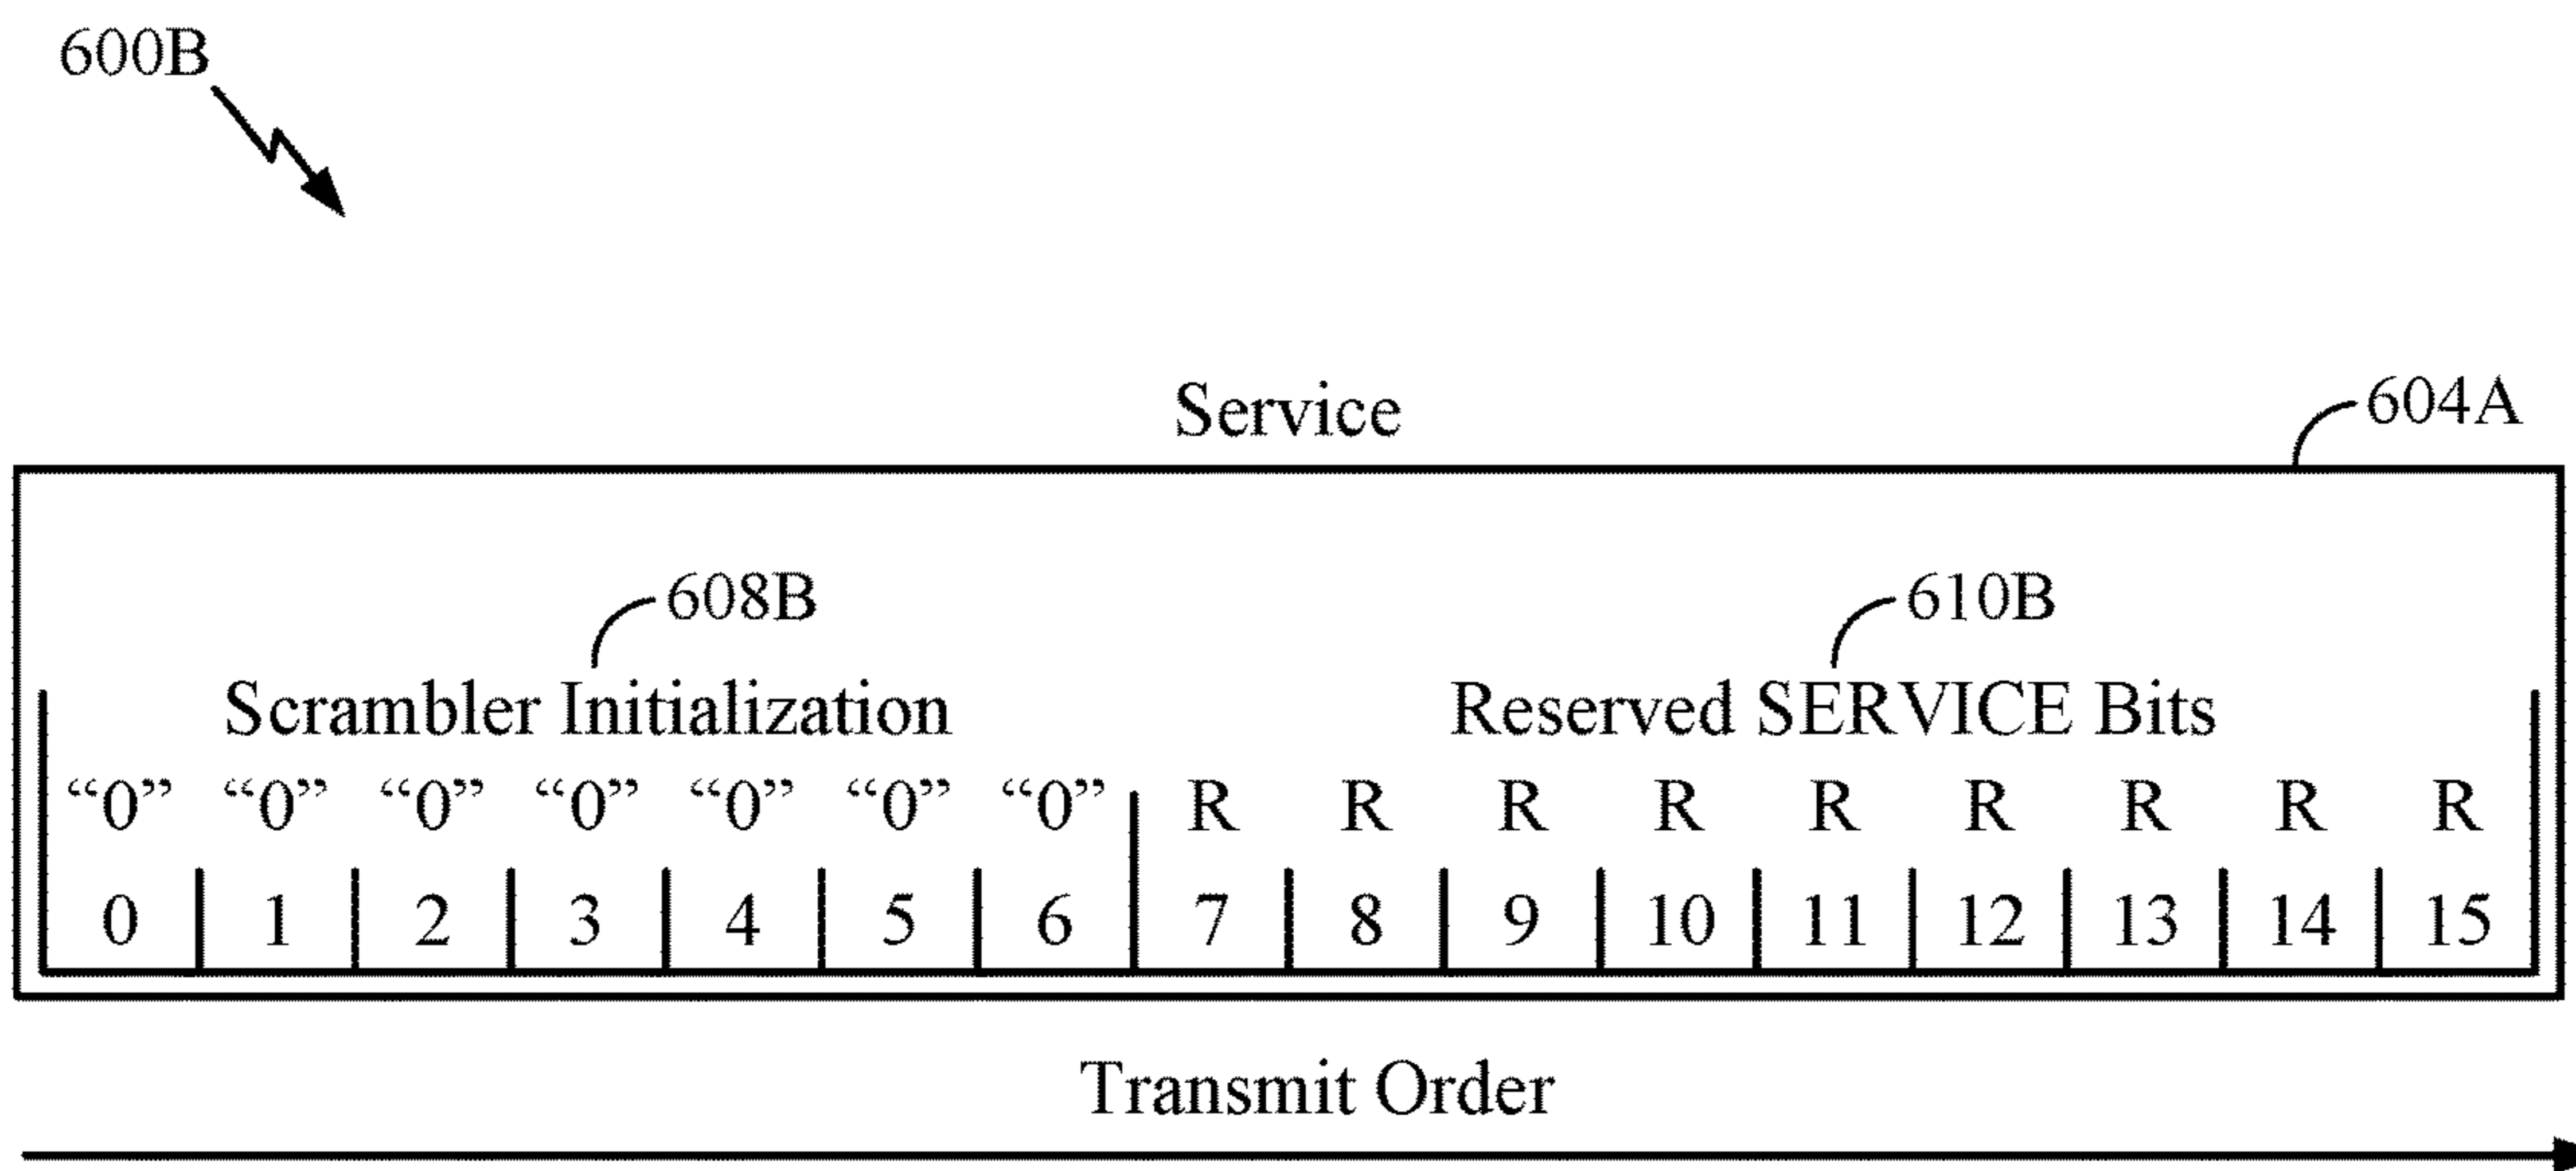 600B
Service
604A
608B
610B
Scrambler Initialization
Reserved SERVICE Bits
“0” “0” “0” “0” “0” “0” “0” R R R R R R R R R
0 1 2 3 4 5 6 7 8 9 10 11 12 13 14 15
Transmit Order